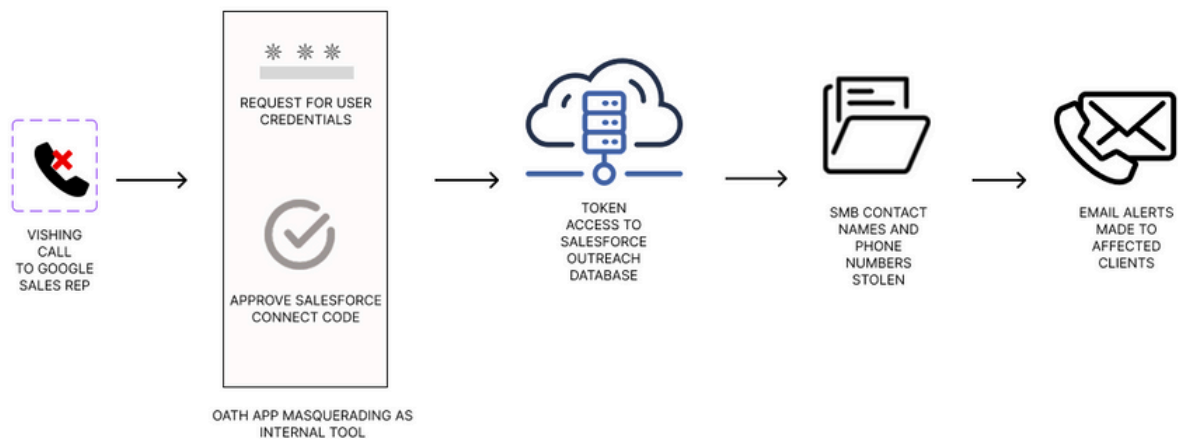 VISHING
CALL
TO GOOGLE
SALES REP
REQUEST FOR USER
CREDENTIALS
APPROVE SALESFORCE
CONNECT CODE
OATH APP MASQUERADING AS
INTERNAL TOOL
TOKEN
ACCESS TO
SALESFORCE
OUTREACH
DATABASE
SMB CONTACT
NAMES AND
PHONE
NUMBERS
STOLEN
EMAIL ALERTS
MADE TO
AFFECTED
CLIENTS